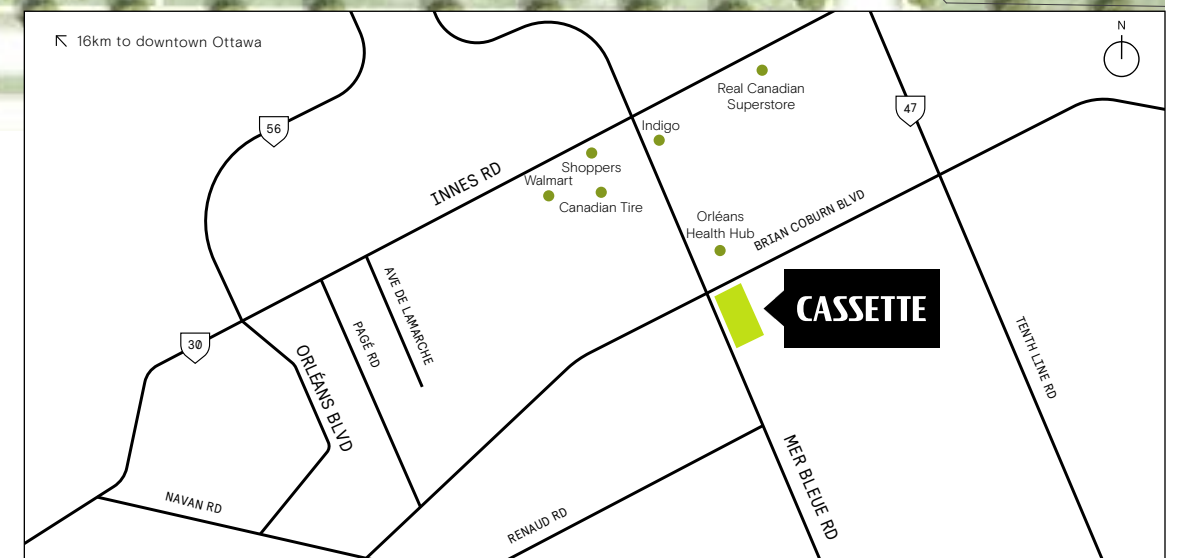 16km to downtown Ottawa
N
Real Canadian
Superstore
47
56
Indigo
Shoppers
INNES RD
Walmart
Canadian Tire
Orléans
Health Hub
BRIAN COBURN BLVD
AVE DE LAMARCHE
CASSETTE
PAGÉ RD
30
ORLÉANS BLVD
TENTH LINE RD
MER BLEUE RD
NAVAN RD
RENAUD RD